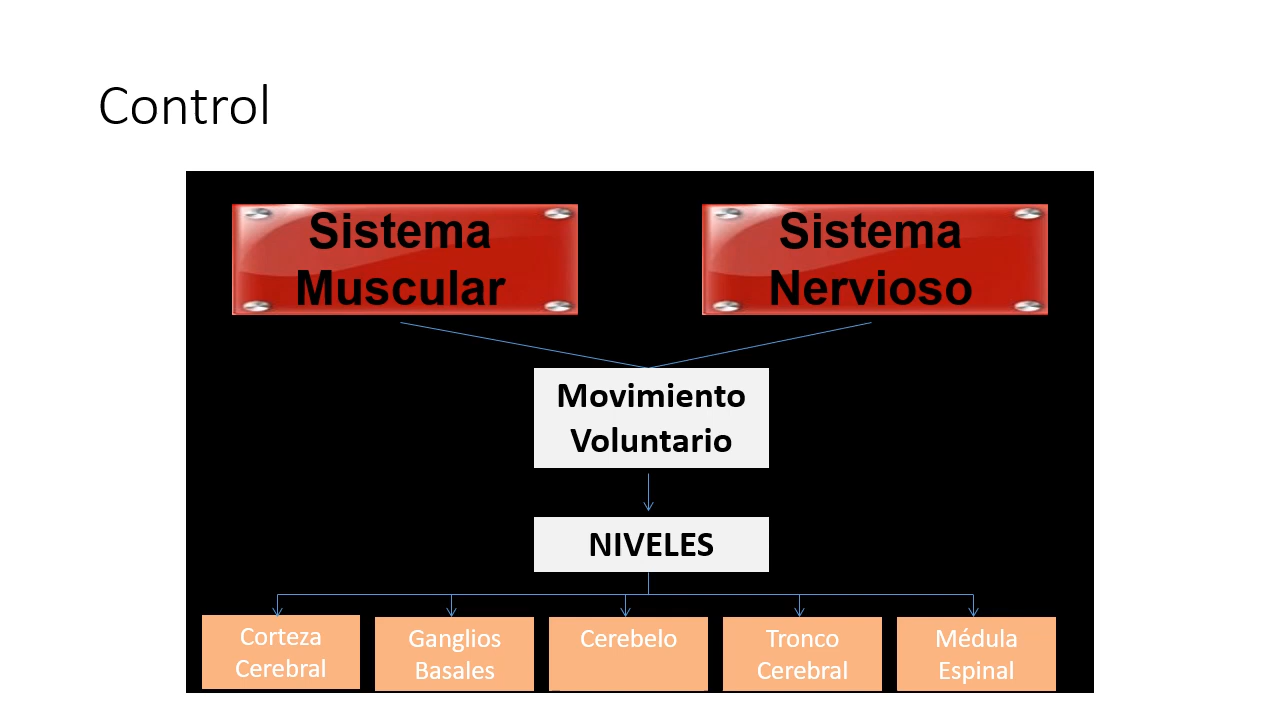 Control
Sistema
Muscular
Sistema
Nervioso
Movimiento
Voluntario
NIVELES
Corteza
Cerebral
Ganglios
Basales
Cerebelo
Tronco
Cerebral
Médula
Espinal